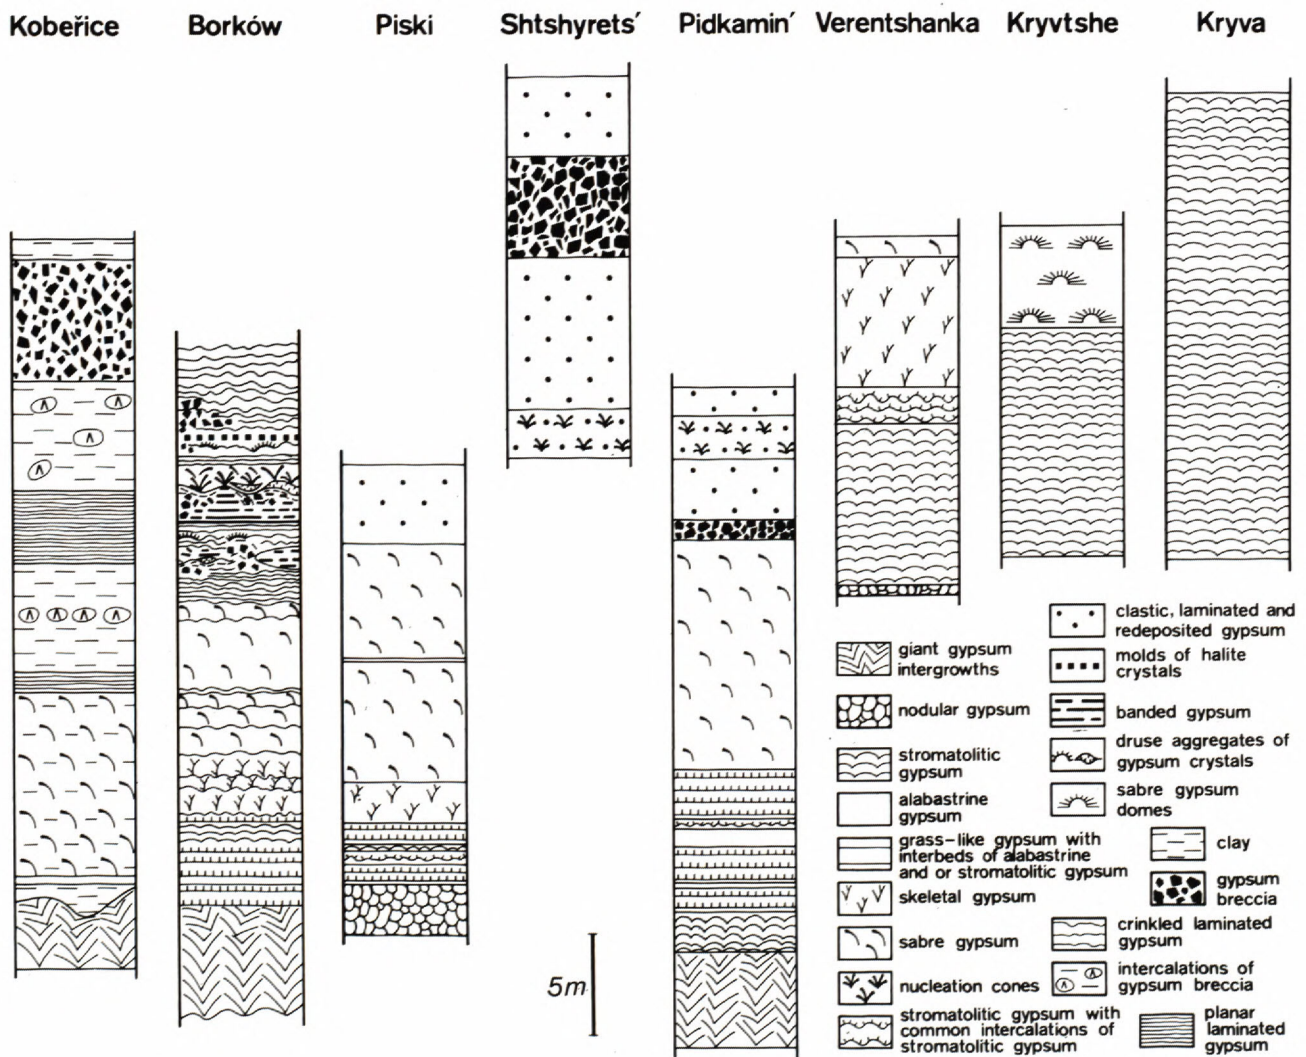 Kobeřice Borków Piski Shtshyrets′ Pidkamin′ Verentshanka Kryvtshe Kryva
giant gypsum
intergrowths
nodular gypsum
stromatolitic
gypsum
alabastrine
gypsum
grass-like gypsum with
interbeds of alabastrine
and or stromatolitic gypsum
skeletal gypsum
sabre gypsum
nucleation cones
stromatolitic gypsum with
common intercalations of
stromatolitic gypsum
clastic, laminated and
redeposited gypsum
molds of halite
crystals
banded gypsum
druse aggregates of
gypsum crystals
sabre gypsum
domes
clay
gypsum
breccia
crinkled laminated
gypsum
intercalations of
gypsum breccia
planar
laminated
gypsum
5m